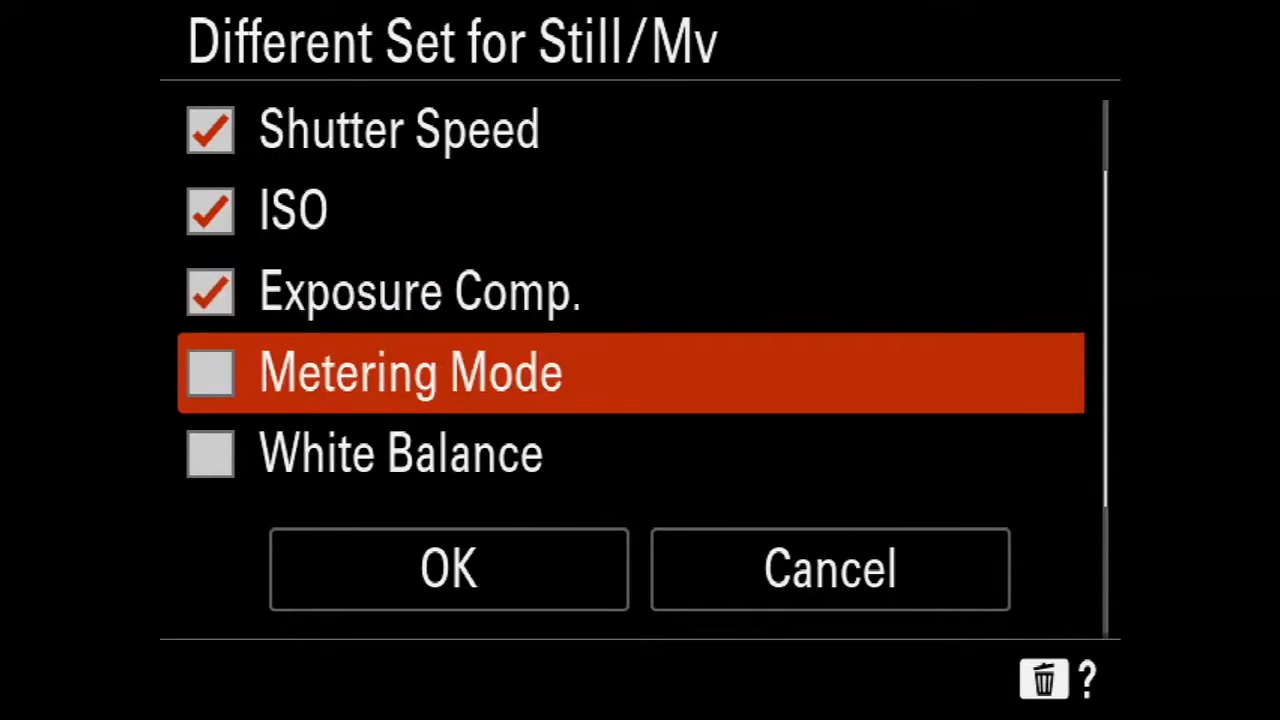 Different Set for Still/Mv
Shutter Speed
ISO
Exposure Comp.
Metering Mode
White Balance
OK Cancel
?